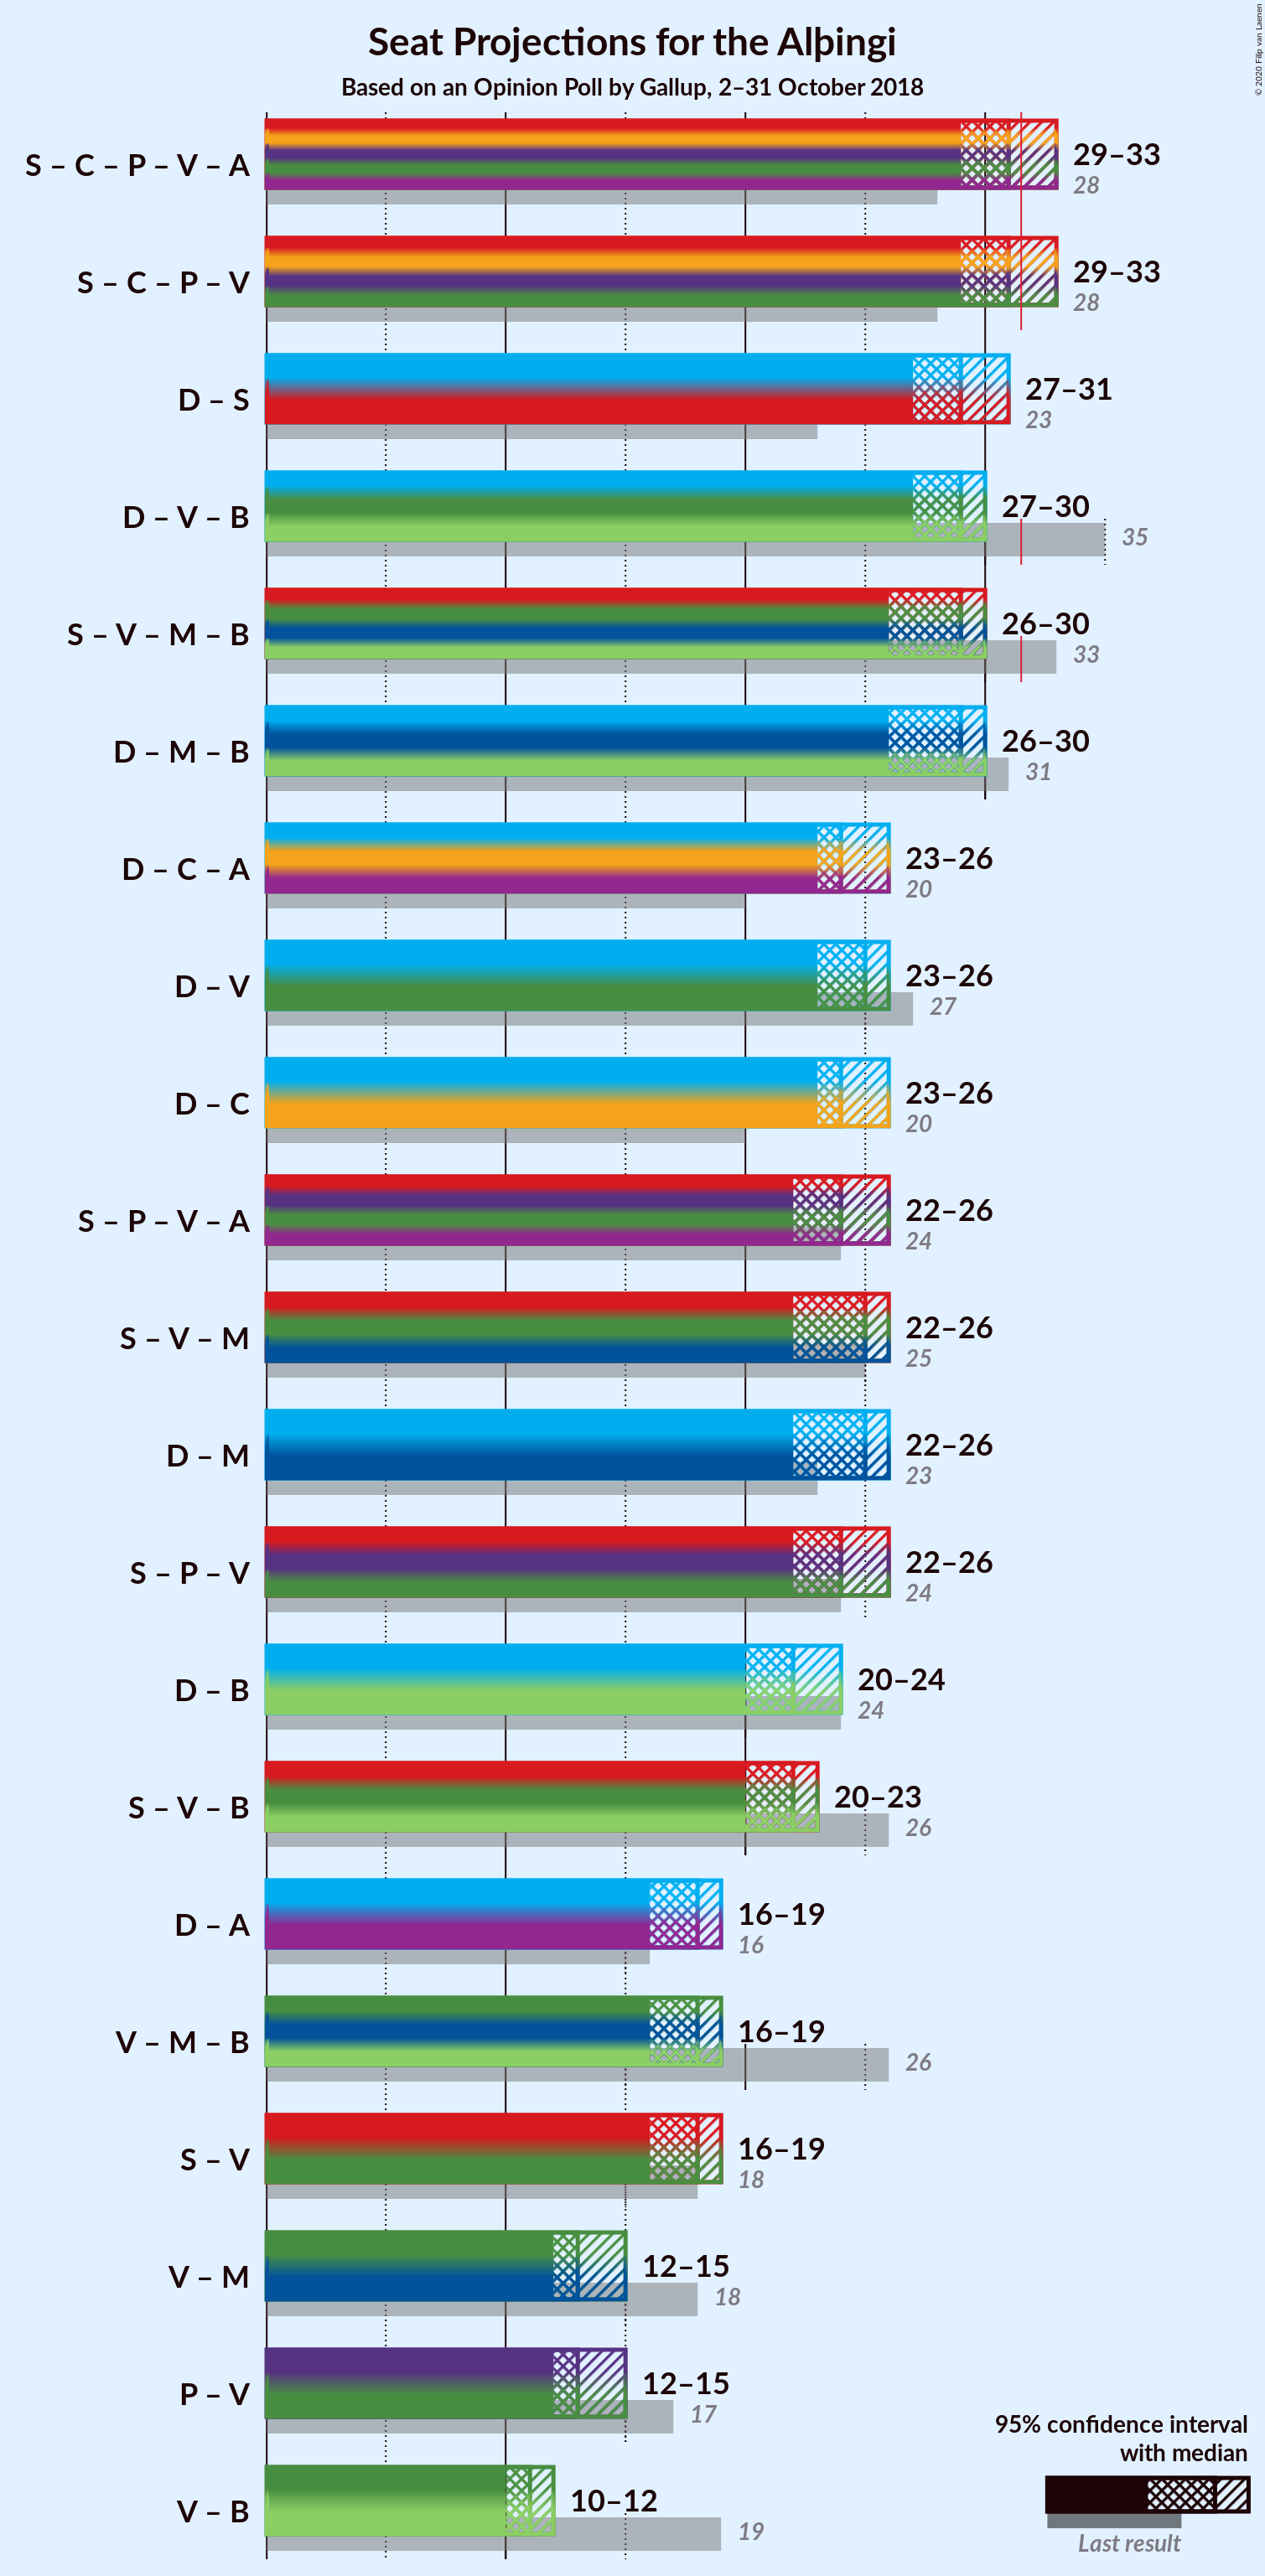 Seat Projections for the Alþingi
Based on an Opinion Poll by Gallup, 2–31 October 2018
© 2020 Filip van Laenen
S – C – P – V – A
29–33
28
S – C – P – V
29–33
28
D – S
27–31
23
D – V – B
27–30
35
S – V – M – B
26–30
33
D – M – B
26–30
31
D – C – A
23–26
20
D – V
23–26
27
D – C
23–26
20
S – P – V – A
22–26
24
S – V – M
22–26
25
D – M
22–26
23
S – P – V
22–26
24
D – B
20–24
24
S – V – B
20–23
26
D – A
16–19
16
V – M – B
16–19
26
S – V
16–19
18
V – M
12–15
18
P – V
12–15
17
V – B
10–12
19
95% confidence interval
with median
Last result